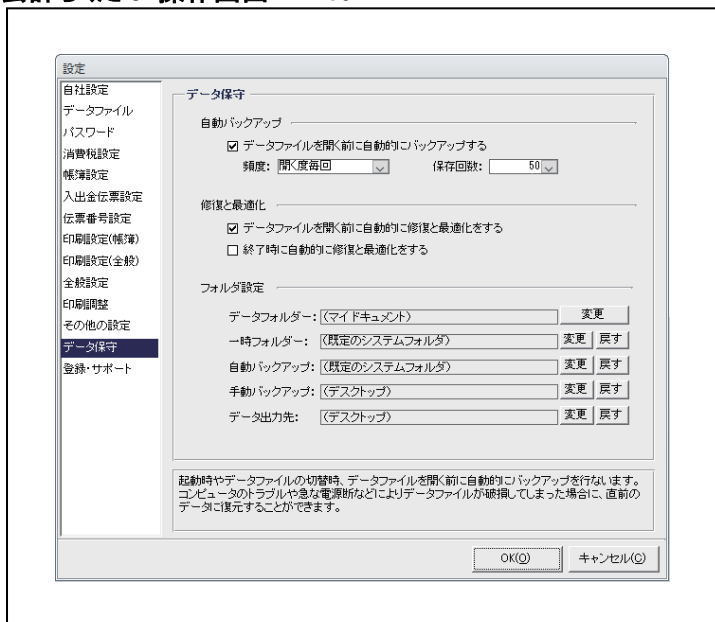 設定
自社設定
データファイル
パスワード
消費税設定
帳簿設定
入出金伝票設定
伝票番号設定
印刷設定(帳簿)
印刷設定(全般)
全般設定
印刷調整
その他の設定
データ保守
登録・サポート
データ保守
自動バックアップ
データファイルを開く前に自動的にバックアップする
頻度: 開く度毎回 保存回数: 50
修復と最適化
データファイルを開く前に自動的に修復と最適化をする
終了時に自動的に修復と最適化をする
フォルダ設定
データフォルダー: (マイドキュメント) 変更
一時フォルダー: (既定のシステムフォルダ) 変更 戻す
自動バックアップ: (既定のシステムフォルダ) 変更 戻す
手動バックアップ: (デスクトップ) 変更 戻す
データ出力先: (デスクトップ) 変更 戻す
起動時やデータファイルの切替時、データファイルを開く前に自動的にバックアップを行ないます。
コンピュータのトラブルや急な電源断などによりデータファイルが破損してしまった場合に、直前の
データに復元することができます。
OK(O) キャンセル(C)